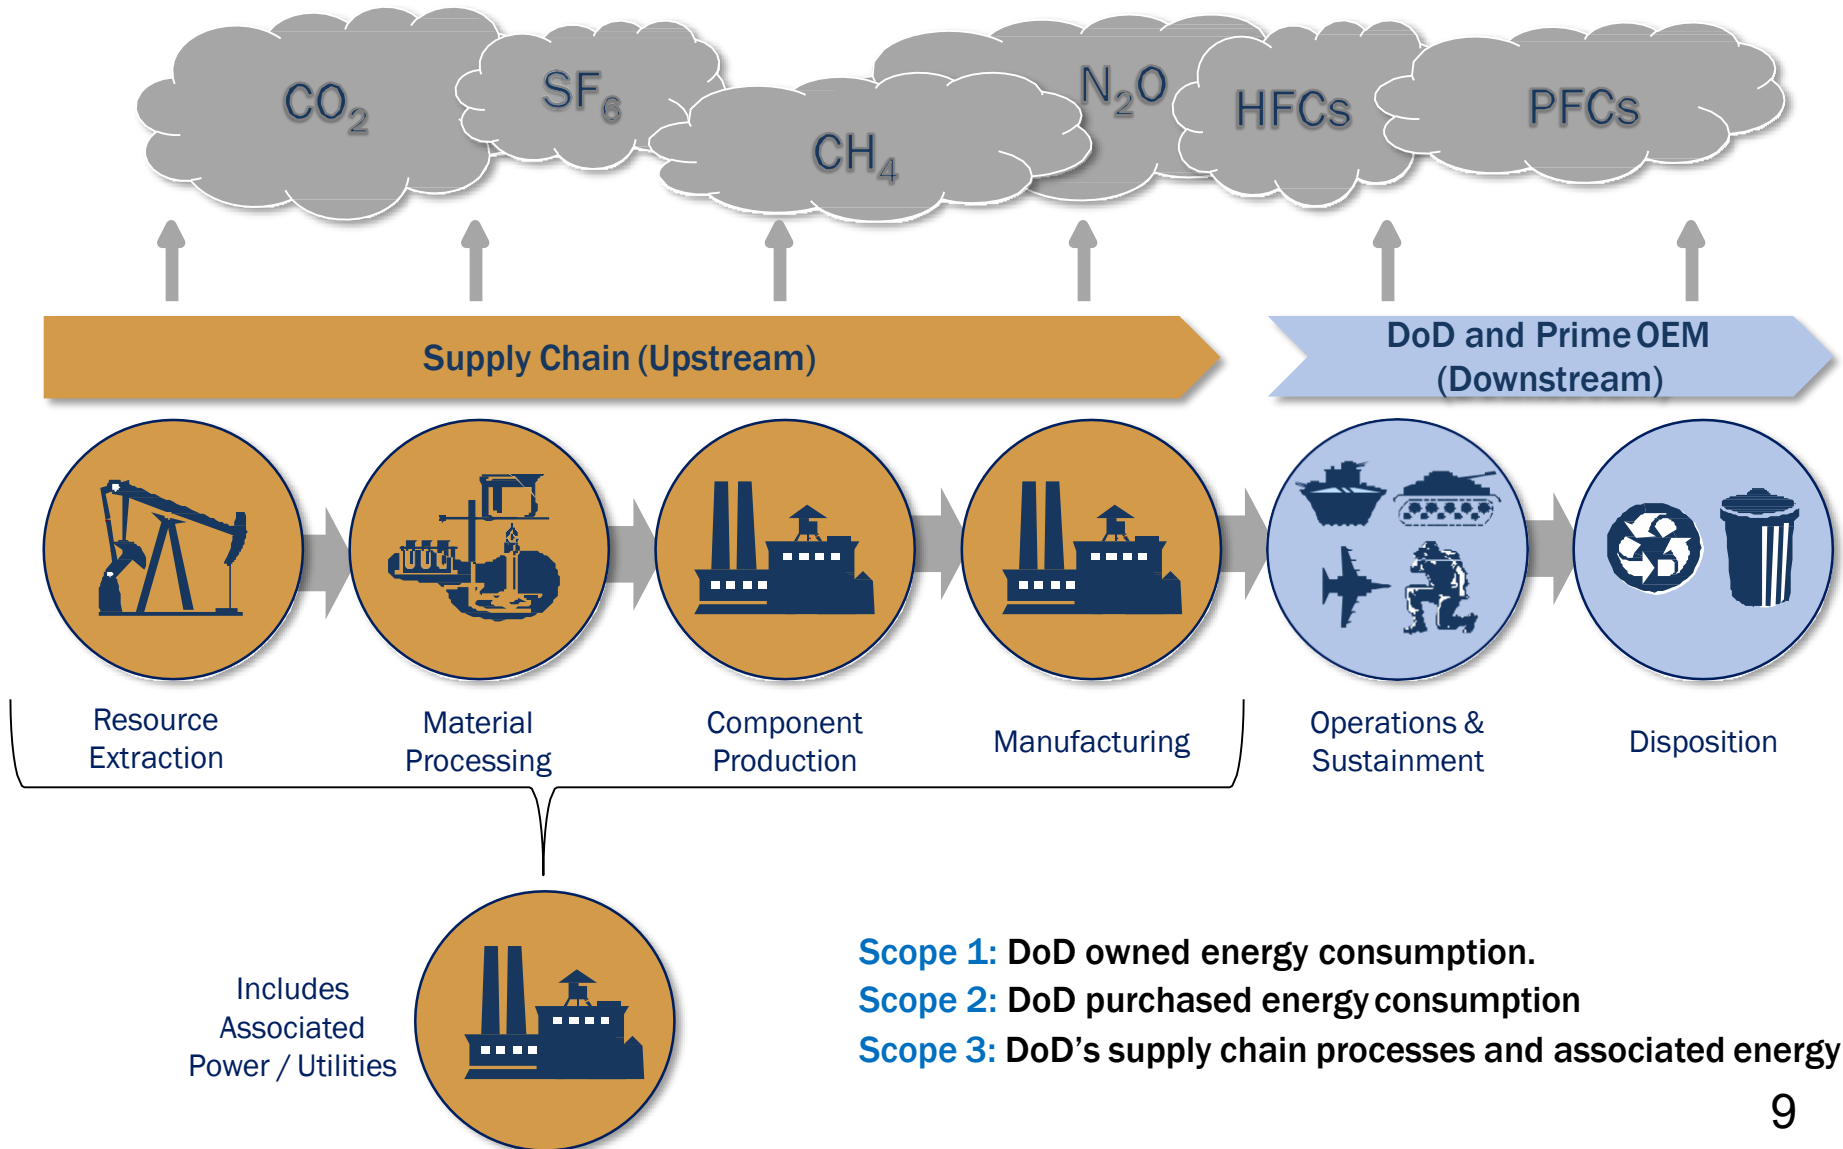 CO₂
SF₆
CH₄
N₂O
HFCs
PFCs
Supply Chain (Upstream)
DoD and Prime OEM
(Downstream)
Resource
Extraction
Material
Processing
Component
Production
Manufacturing
Operations &
Sustainment
Disposition
Includes
Associated
Power / Utilities
Scope 1: DoD owned energy consumption.
Scope 2: DoD purchased energy consumption
Scope 3: DoD's supply chain processes and associated energy
9